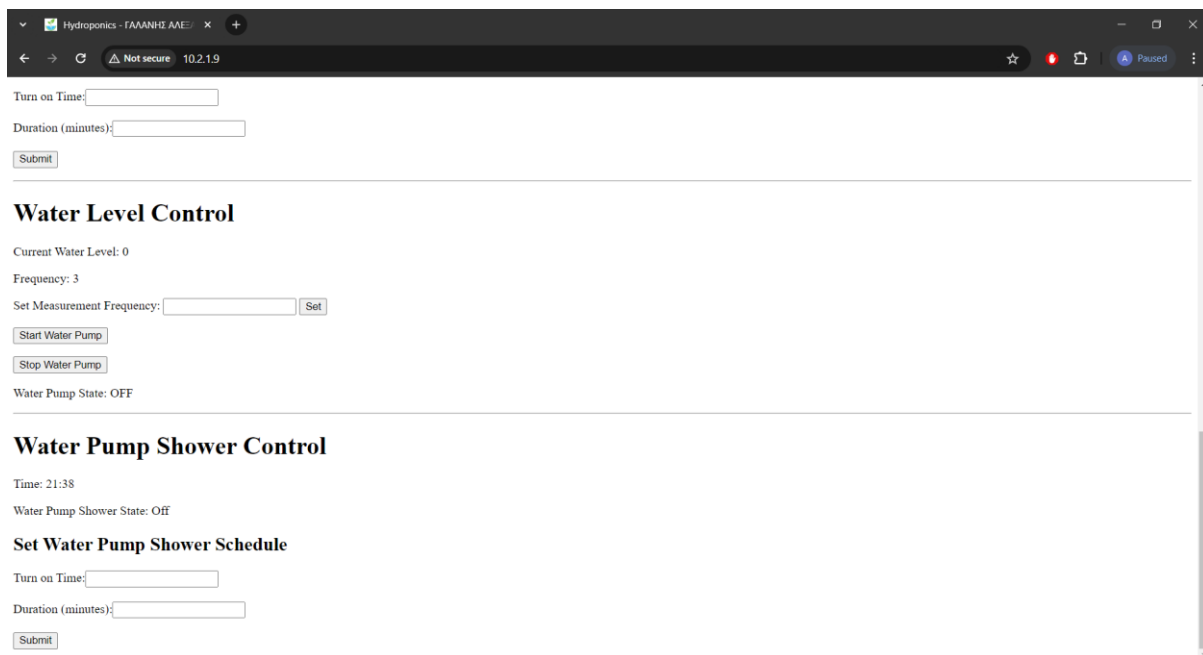 Hydroponics - ΓΑΛΑΝΗΣ ΑΛΕΞ
Not secure 10.2.1.9
A Paused
Turn on Time:
Duration (minutes):
Submit
Water Level Control
Current Water Level: 0
Frequency: 3
Set Measurement Frequency: Set
Start Water Pump
Stop Water Pump
Water Pump State: OFF
Water Pump Shower Control
Time: 21:38
Water Pump Shower State: Off
Set Water Pump Shower Schedule
Turn on Time:
Duration (minutes):
Submit